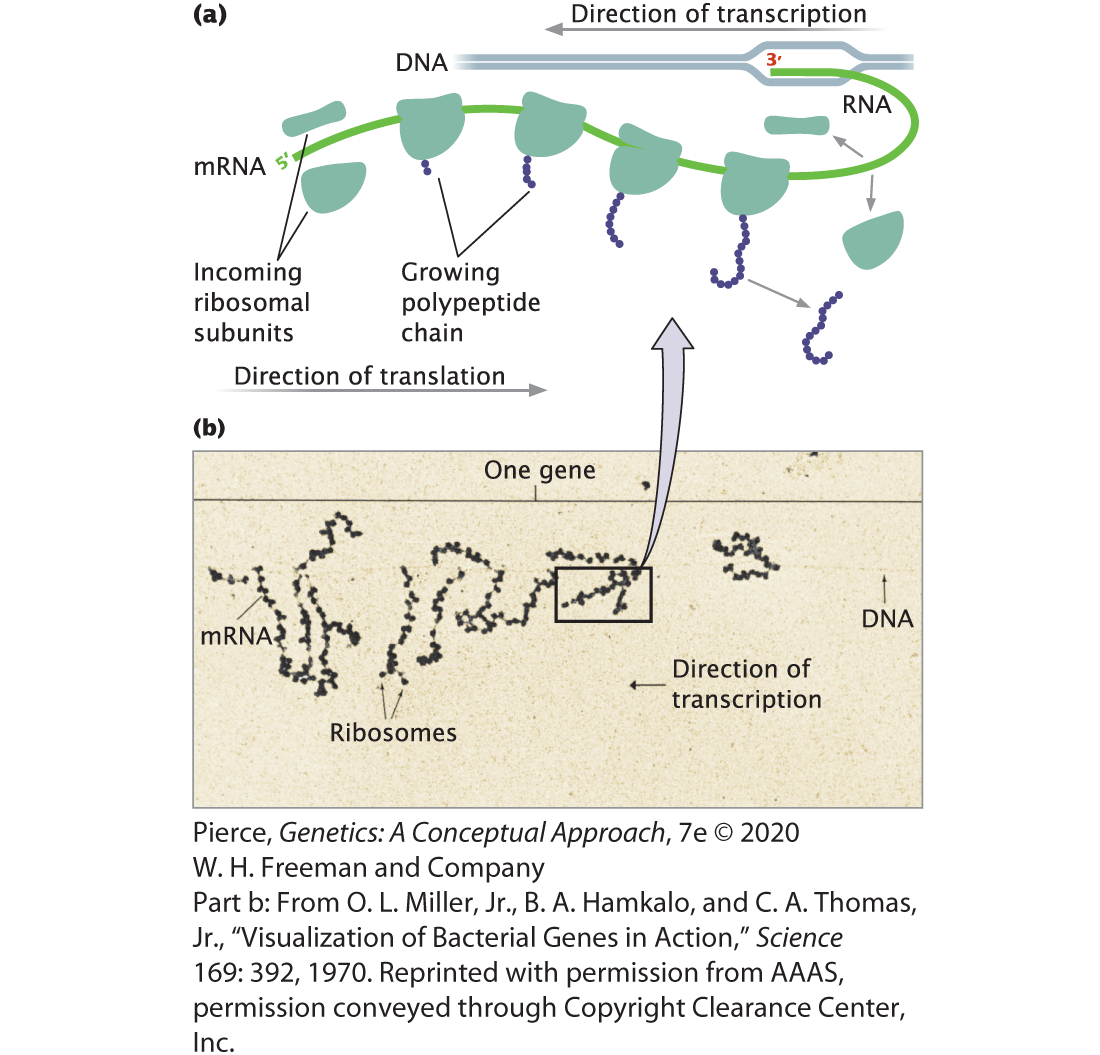 (a)
Direction of transcription
DNA
3′
RNA
mRNA
5′
Incoming
ribosomal
subunits
Growing
polypeptide
chain
Direction of translation
(b)
One gene
mRNA
DNA
Direction of
transcription
Ribosomes
Pierce, Genetics: A Conceptual Approach, 7e © 2020
W. H. Freeman and Company
Part b: From O. L. Miller, Jr., B. A. Hamkalo, and C. A. Thomas,
Jr., “Visualization of Bacterial Genes in Action,” Science
169: 392, 1970. Reprinted with permission from AAAS,
permission conveyed through Copyright Clearance Center,
Inc.